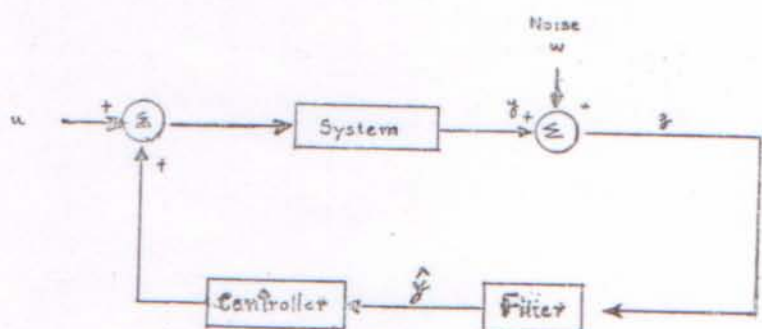 Noise
w
u + Σ System y + Σ + z
+
Controller ŷ Filter